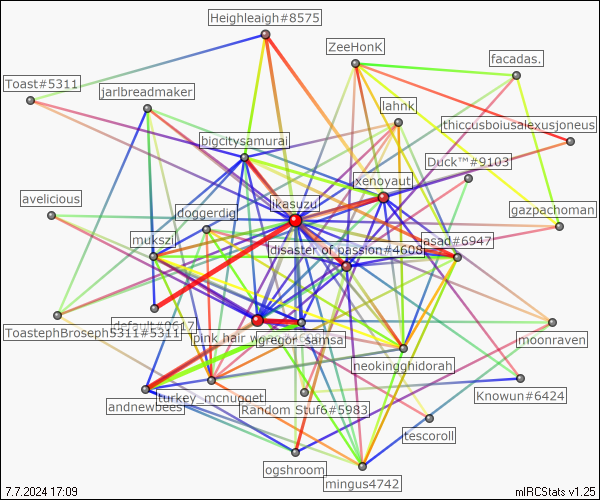 Heighleaigh#8575
ZeeHonK
facadas.
Toast#5311
jarlbreadmaker
lahnk
thiccusboiusalexusjoneus
bigcitysamurai
Duck™#9103
xenoyaut
avelicious
ikasuzu
doggerdig
gazpachoman
mukszi
disaster of passion#4608
asad#6947
default#0617
ToastephBroseph5311#5311
pink hair
gregor_samsa
moonraven
neokingghidorah
turkey_mcnugget
Knowun#6424
andnewbees
Random Stuf6#5983
tescoroll
ogshroom
mingus4742
7.7.2024 17:09
mIRCStats v1.25